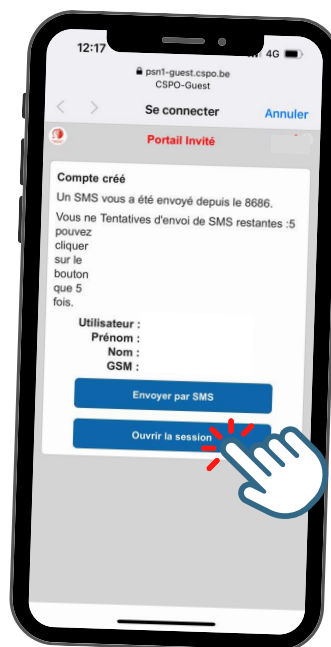 12:17
4G
psn1-guest.cspo.be
CSPO-Guest
< > Se connecter Annuler
Portail Invité
Compte créé
Un SMS vous a été envoyé depuis le 8686.
Vous ne Tentatives d'envoi de SMS restantes :5
pouvez
cliquer
sur le
bouton
que 5
fois.
Utilisateur :
Prénom :
Nom :
GSM :
Envoyer par SMS
Ouvrir la session